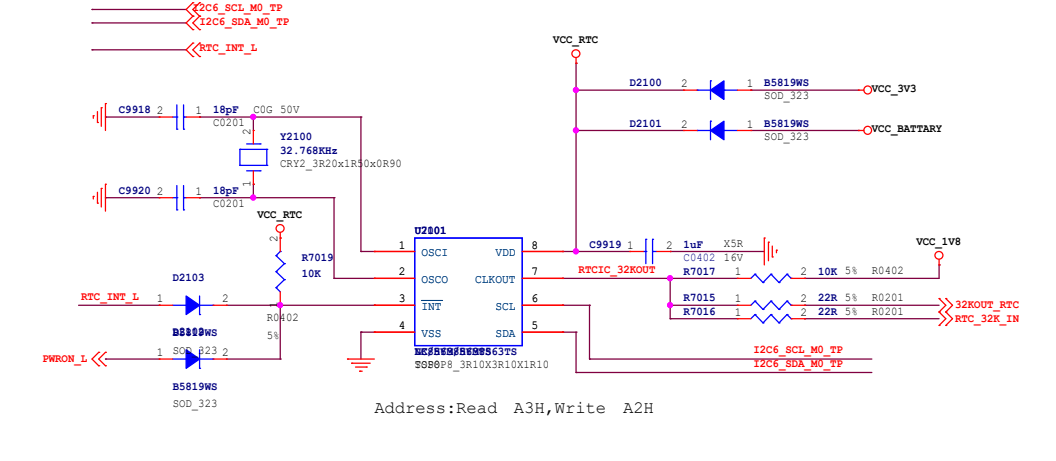 I2C6_SCL_M0_TP
I2C6_SDA_M0_TP
RTC_INT_L
VCC_RTC
D2100 2 1 B5819WS
SOD_323
VCC_3V3
D2101 2 1 B5819WS
SOD_323
VCC_BATTARY
C9918 2 1 18pF C0G 50V
C0201
2
Y2100
32.768KHz
CRY2_3R20x1R50x0R90
1
C9920 2 1 18pF
C0201
VCC_RTC
2
R7019
10K
R0402
5%
U2101
1 OSCI
2 OSCO
3 INT
4 VSS
VDD 8
CLKOUT 7
SCL 6
SDA 5
C9919 1 2 1uF X5R
C0402 16V
VCC_1V8
RTCIC_32KOUT
R7017 1 2 10K 5% R0402
R7015 1 2 22R 5% R0201
32KOUT_RTC
R7016 1 2 22R 5% R0201
RTC_32K_IN
D2103
RTC_INT_L 1 2
SOD_323
PWRON_L 1 2
B5819WS
SOD_323
I2C6_SCL_M0_TP
I2C6_SDA_M0_TP
Address:Read A3H,Write A2H